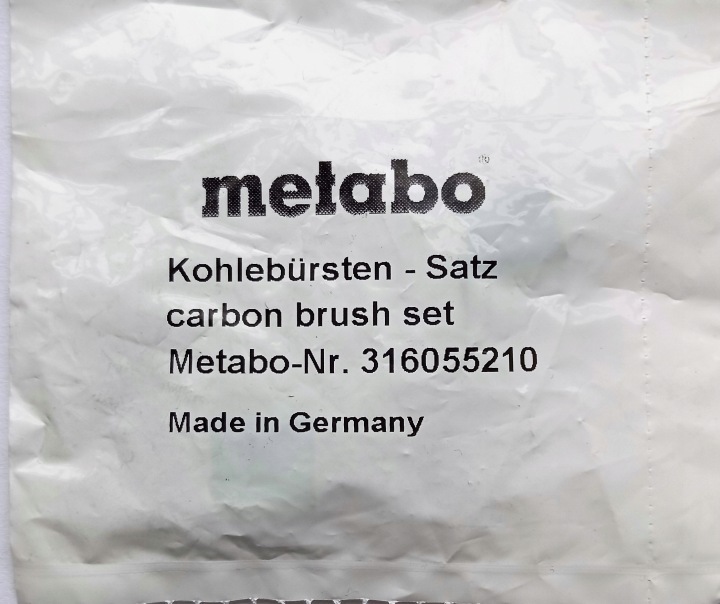 metabo
Kohlebürsten - Satz
carbon brush set
Metabo-Nr. 316055210
Made in Germany